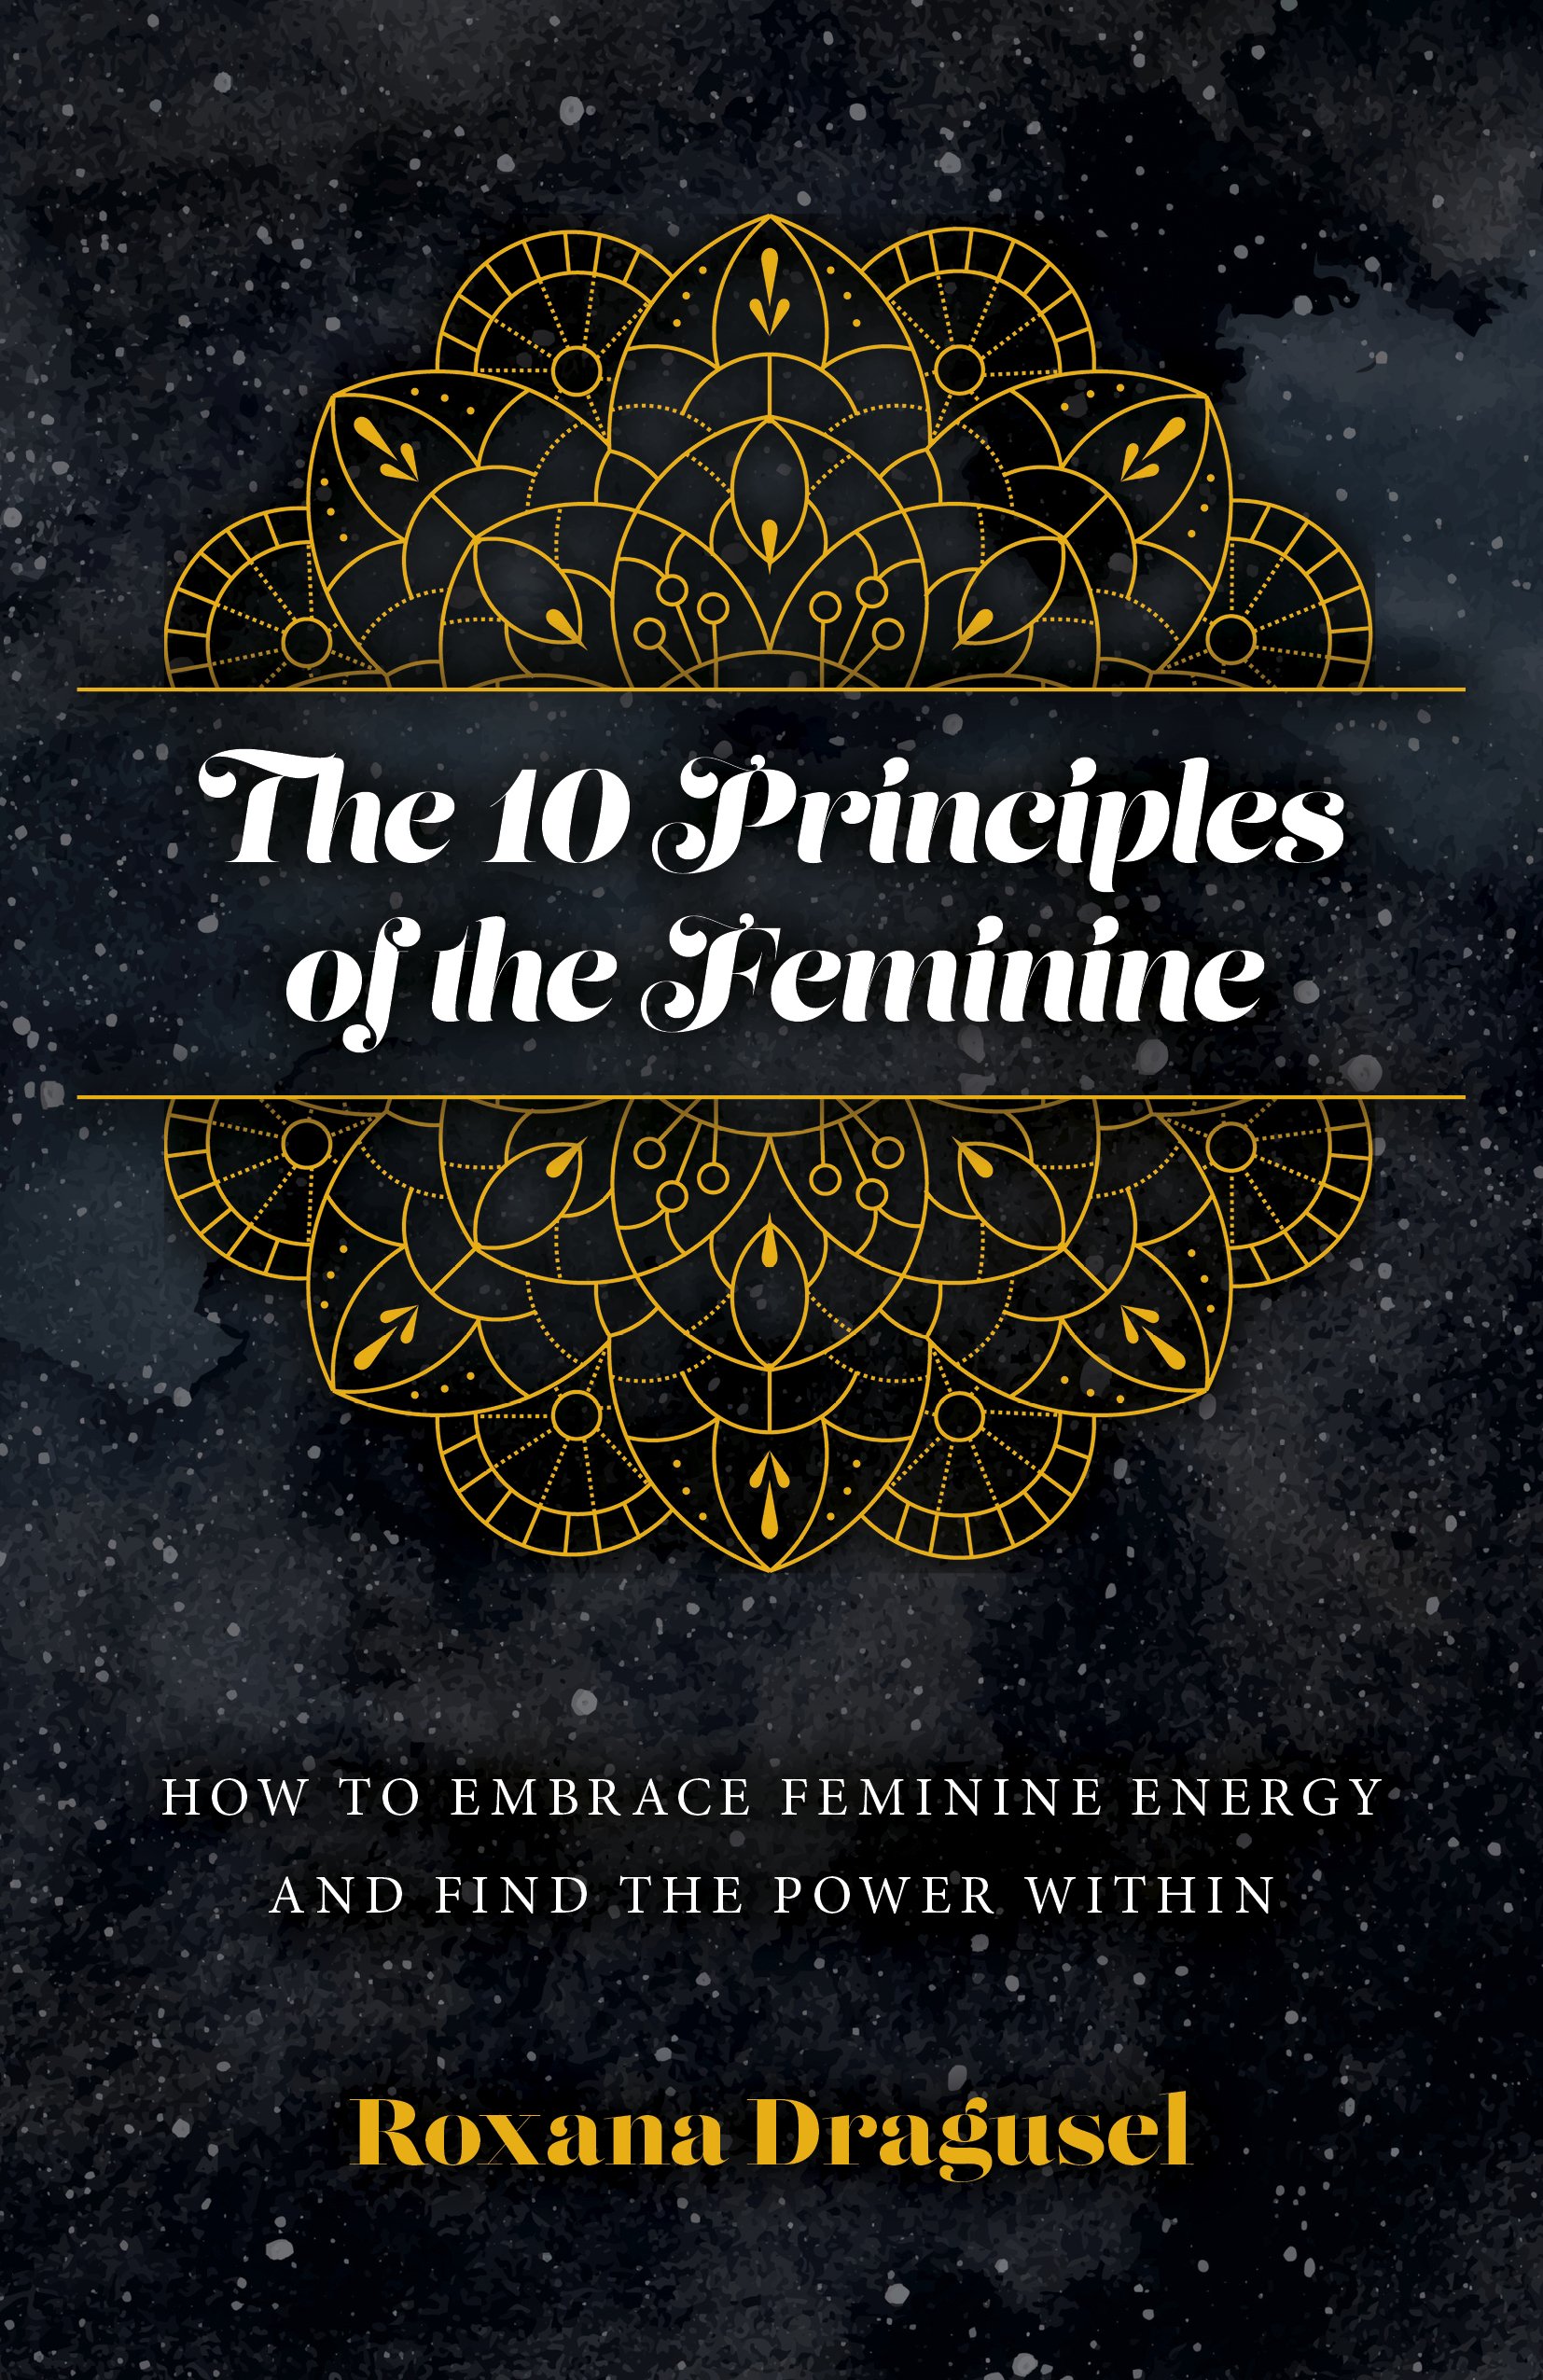 The 10 Principles
of the Feminine
HOW TO EMBRACE FEMININE ENERGY
AND FIND THE POWER WITHIN
Roxana Dragusel